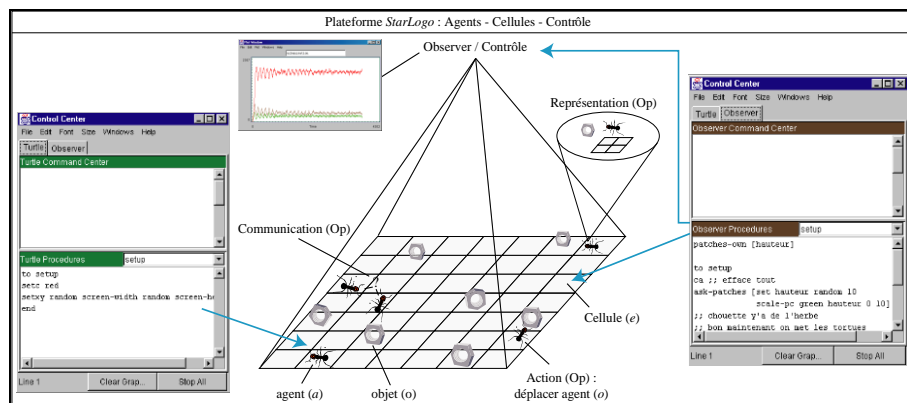 Plateforme StarLogo : Agents - Cellules - Contrôle
Observer / Contrôle
Représentation (Op)
Control Center
File Edit Font Size Windows Help
Turtle Observer
Turtle Command Center
Turtle Procedures setup
to setup
setc red
setxy random screen-width random screen-he
end
Line 1 Clear Grap... Stop All
Communication (Op)
Cellule (e)
agent (a)
objet (o)
Action (Op) :
déplacer agent (o)
Control Center
File Edit Font Size Windows Help
Turtle Observer
Observer Command Center
Observer Procedures setup
patches-own [hauteur]
to setup
ca ;; efface tout
ask-patches [set hauteur random 10
scale-pc green hauteur 0 10]
;; chouette y'a de l'herbe
;; bon maintenant on met les tortues
Line 1 Clear Grap... Stop All